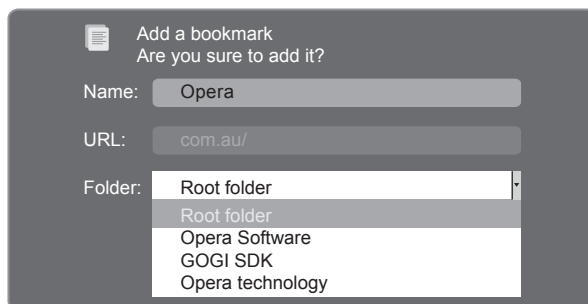 Add a bookmark
Are you sure to add it?
Name: Opera
URL: com.au/
Folder: Root folder
Root folder
Opera Software
GOGI SDK
Opera technology